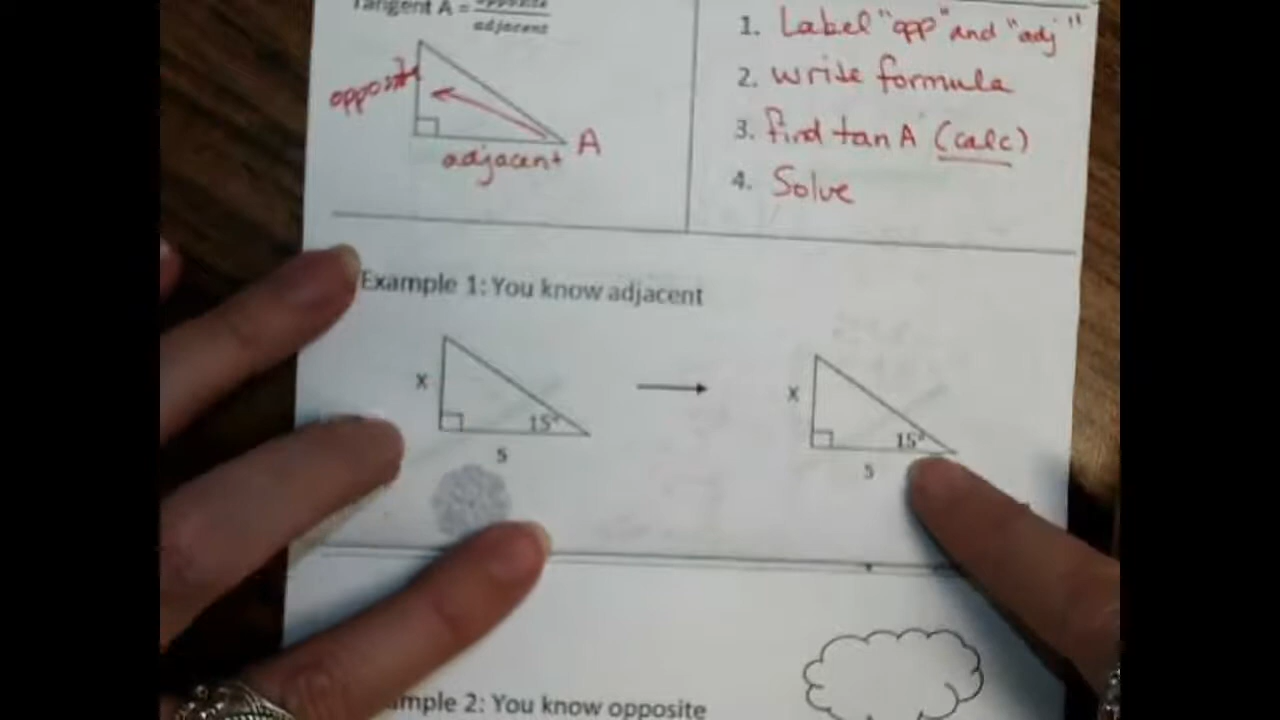 Tangent A = opposite
adjacent
opposite
adjacent
A
1. Label "opp" and "adj"
2. write formula
3. find tan A (calc)
4. Solve
Example 1: You know adjacent
x
15°
5
x
15°
5
mple 2: You know opposite